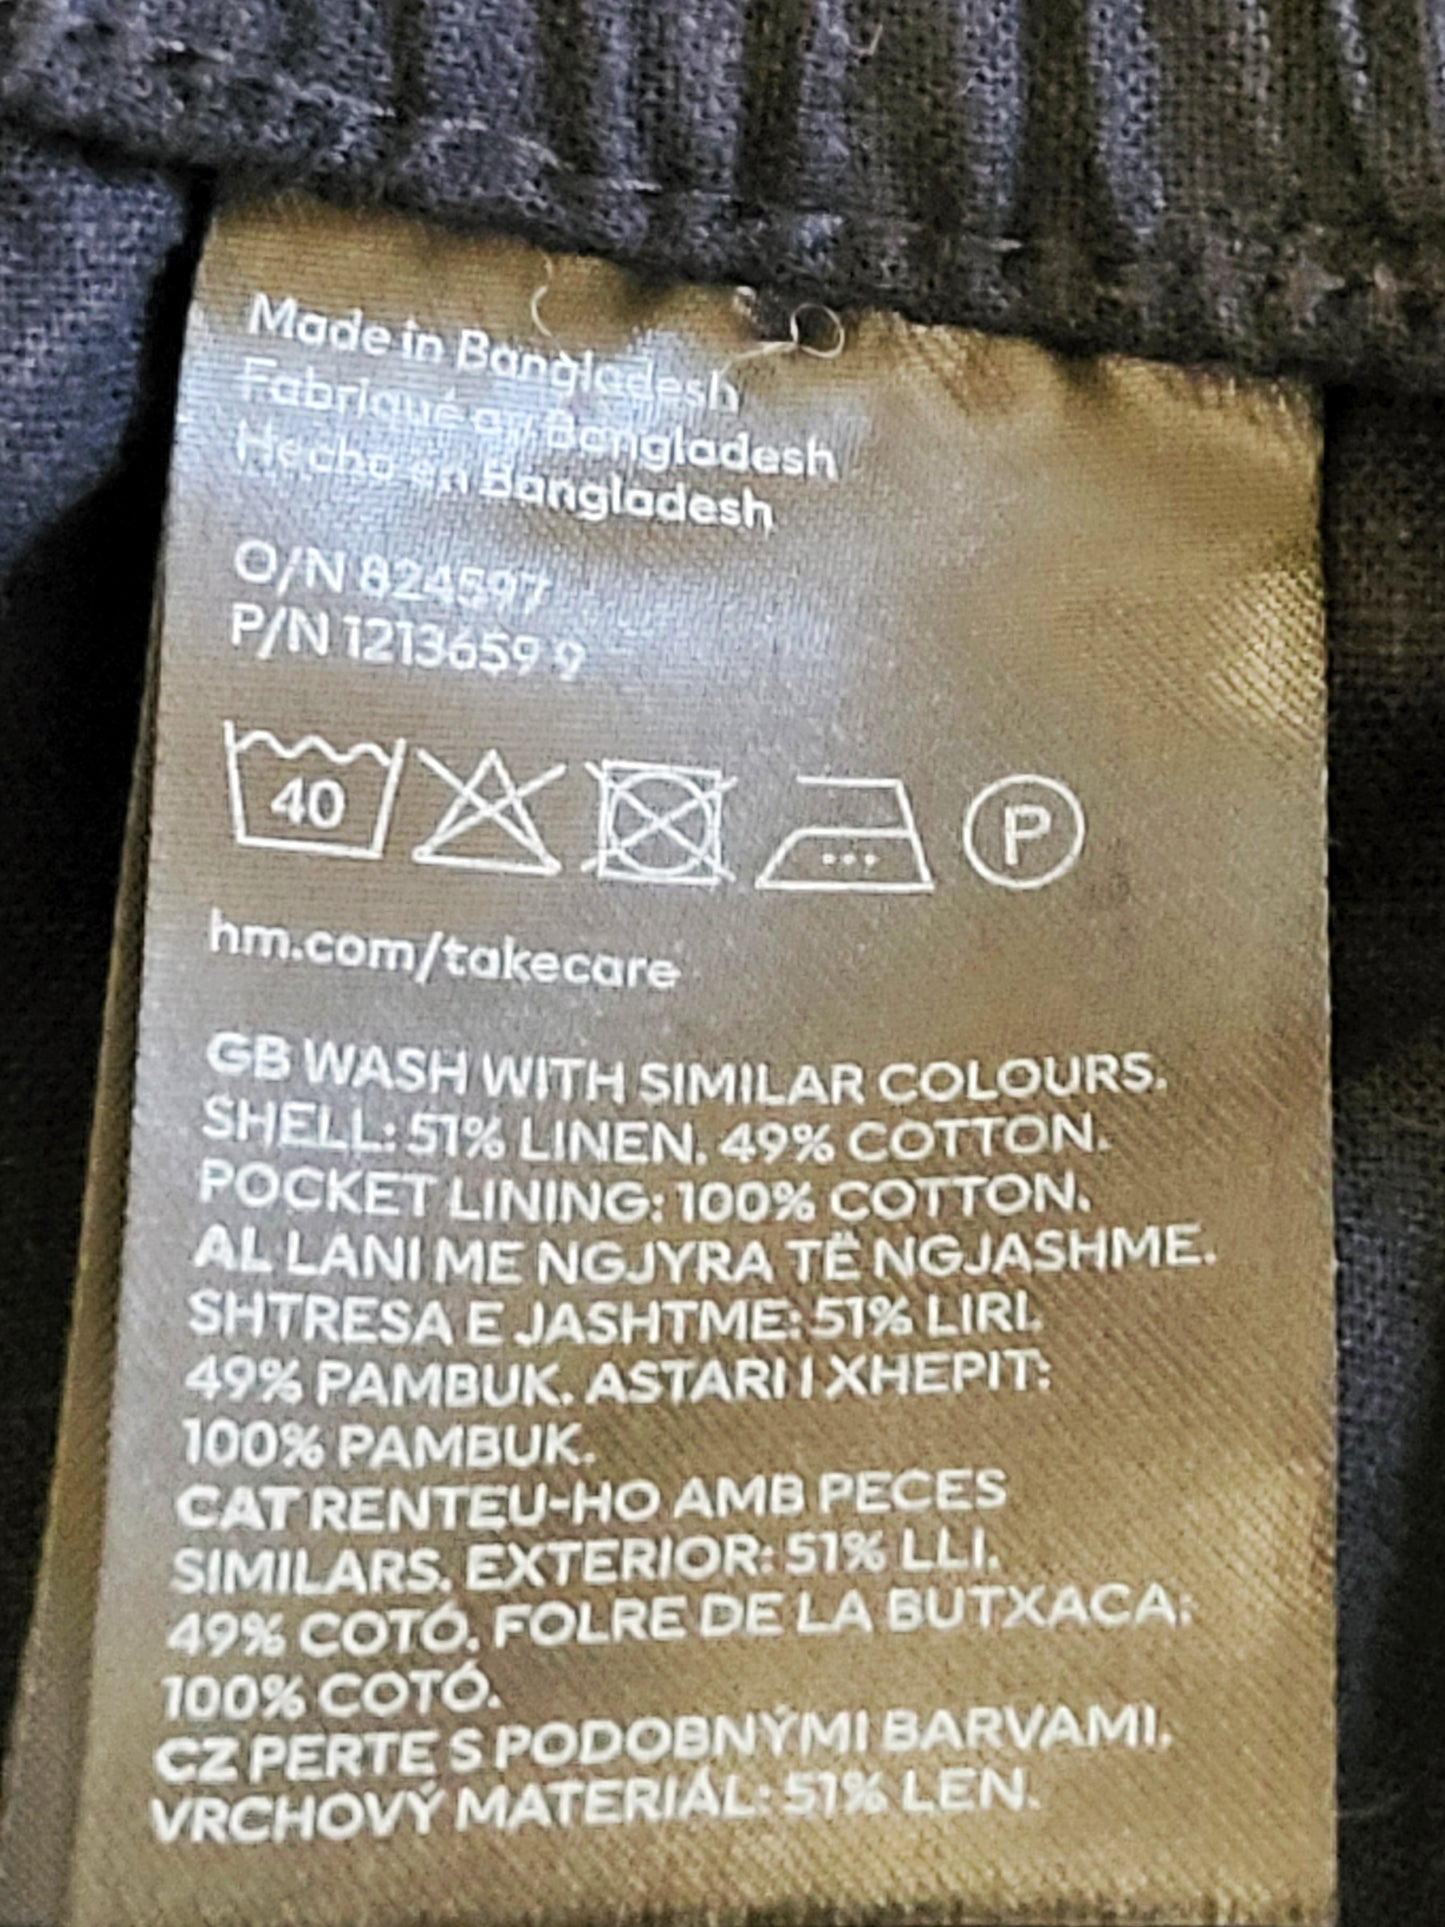 Made in Bangladesh
Fabriqué au Bangladesh
Hecho en Bangladesh
O/N 824597
P/N 1213659 9
40
P
hm.com/takecare
GB WASH WITH SIMILAR COLOURS.
SHELL: 51% LINEN. 49% COTTON.
POCKET LINING: 100% COTTON.
AL LANI ME NGJYRA TË NGJASHME.
SHTRESA E JASHTME: 51% LIRI.
49% PAMBUK. ASTARI I XHEPIT:
100% PAMBUK.
CAT RENTEU-HO AMB PECES
SIMILARS. EXTERIOR: 51% LLI.
49% COTÓ. FOLRE DE LA BUTXACA:
100% COTÓ.
CZ PERTE S PODOBNÝMI BARVAMI.
VRCHOVÝ MATERIÁL: 51% LEN.